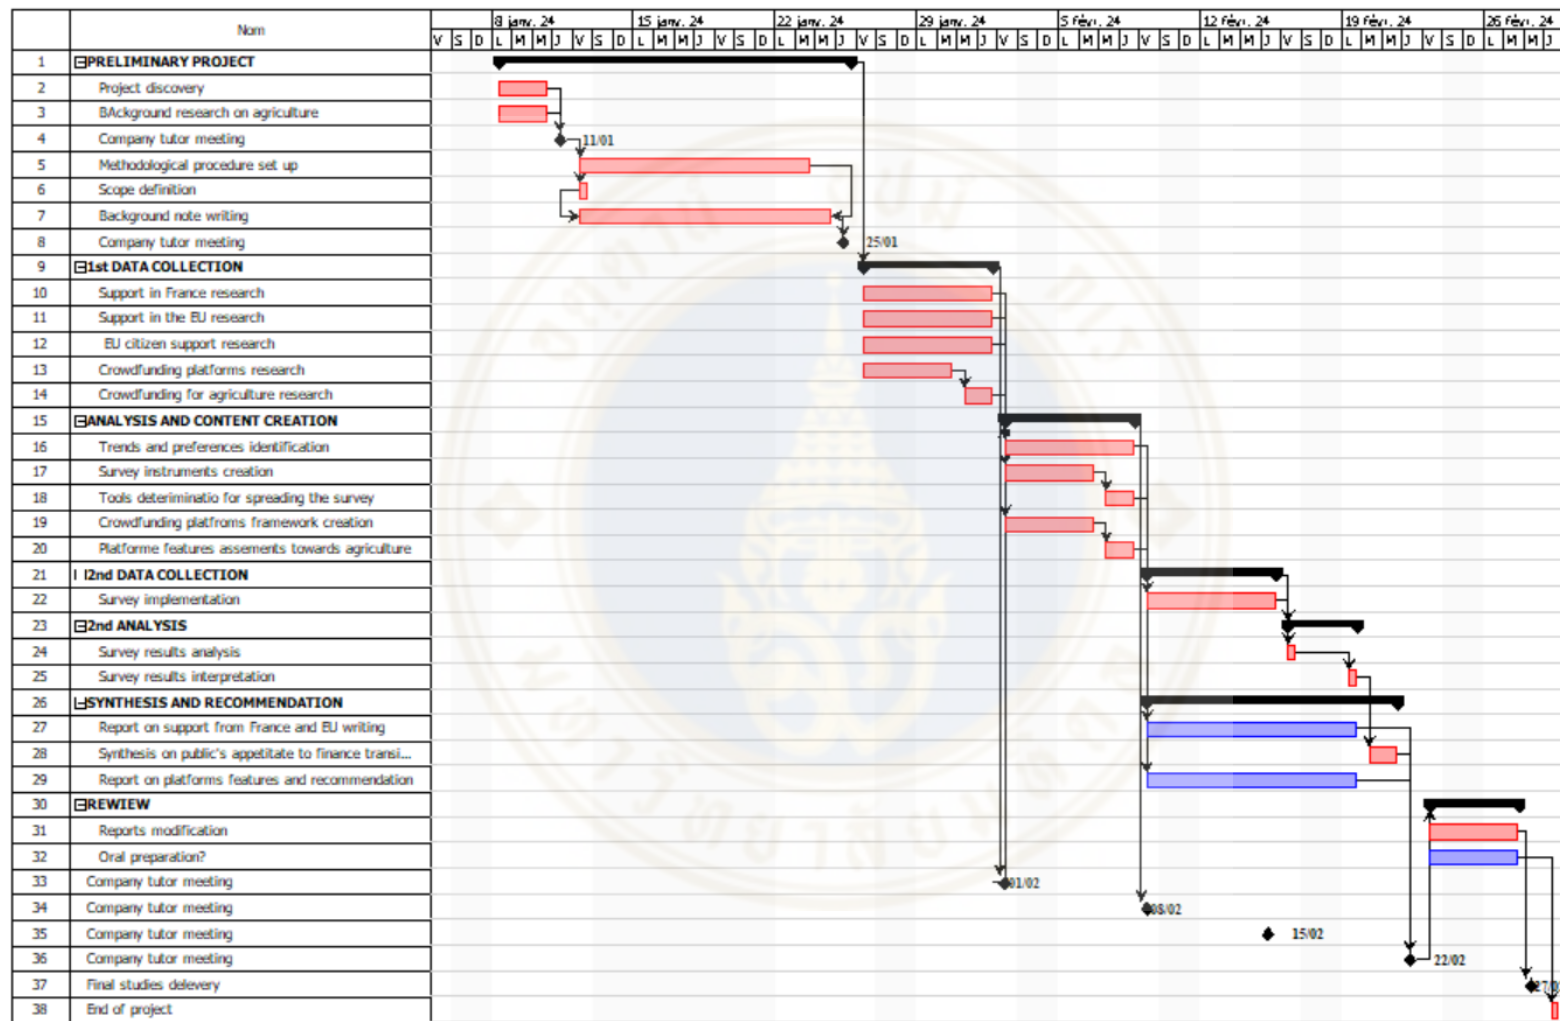 Nom
8 janv. 24 15 janv. 24 22 janv. 24 29 janv. 24 5 févr. 24 12 févr. 24 19 févr. 24 26 févr. 24
V S D L M M J V S D L M M J V S D L M M J V S D L M M J V S D L M M J V S D L M M J V S D L M M J V S D L M M J
1 PRELIMINARY PROJECT
2 Project discovery
3 BAckground research on agriculture
4 Company tutor meeting 11/01
5 Methodological procedure set up
6 Scope definition
7 Background note writing
8 Company tutor meeting 25/01
9 1st DATA COLLECTION
10 Support in France research
11 Support in the EU research
12 EU citizen support research
13 Crowdfunding platforms research
14 Crowdfunding for agriculture research
15 ANALYSIS AND CONTENT CREATION
16 Trends and preferences identification
17 Survey instruments creation
18 Tools deteriminatio for spreading the survey
19 Crowdfunding platfroms framework creation
20 Platforme features assements towards agriculture
21 2nd DATA COLLECTION
22 Survey implementation
23 2nd ANALYSIS
24 Survey results analysis
25 Survey results interpretation
26 SYNTHESIS AND RECOMMENDATION
27 Report on support from France and EU writing
28 Synthesis on public's appetitate to finance transi...
29 Report on platforms features and recommendation
30 REWIEW
31 Reports modification
32 Oral preparation?
33 Company tutor meeting 01/02
34 Company tutor meeting 08/02
35 Company tutor meeting 15/02
36 Company tutor meeting 22/02
37 Final studies delevery
38 End of project